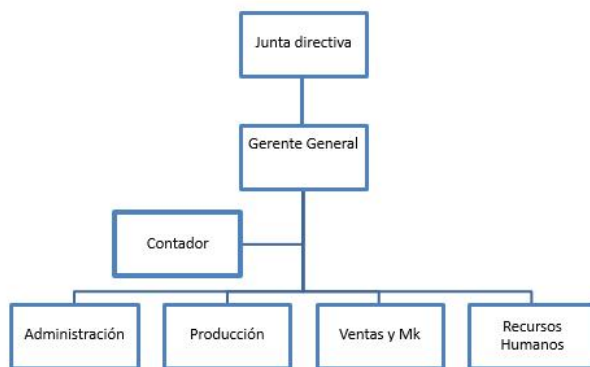 Junta directiva
Gerente General
Contador
Administración
Producción
Ventas y Mk
Recursos
Humanos